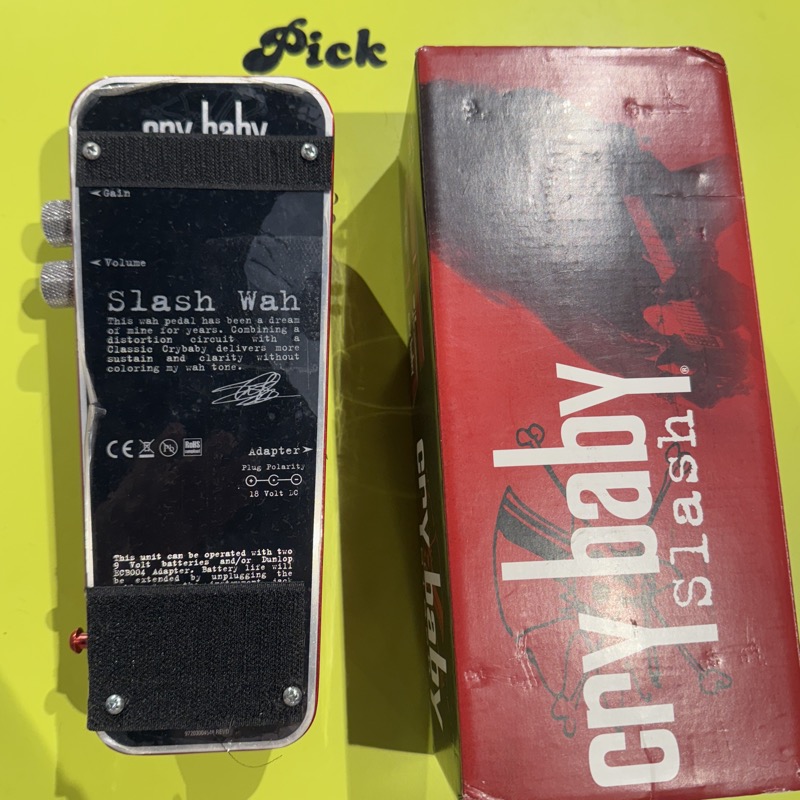 Pick
cry baby
Gain
Volume
Slash Wah
This wah pedal has been a dream
of mine for years. Combining a
distortion circuit with a
Classic Crybaby delivers more
sustain and clarity without
coloring my wah tone.
CE
RoHS
compliant
Adapter
Plug Polarity
18 Volt DC
This unit can be operated with two
9 Volt batteries and/or Dunlop
ECB004 Adapter. Battery life will
be extended by unplugging the
cry baby®
slash
cry baby